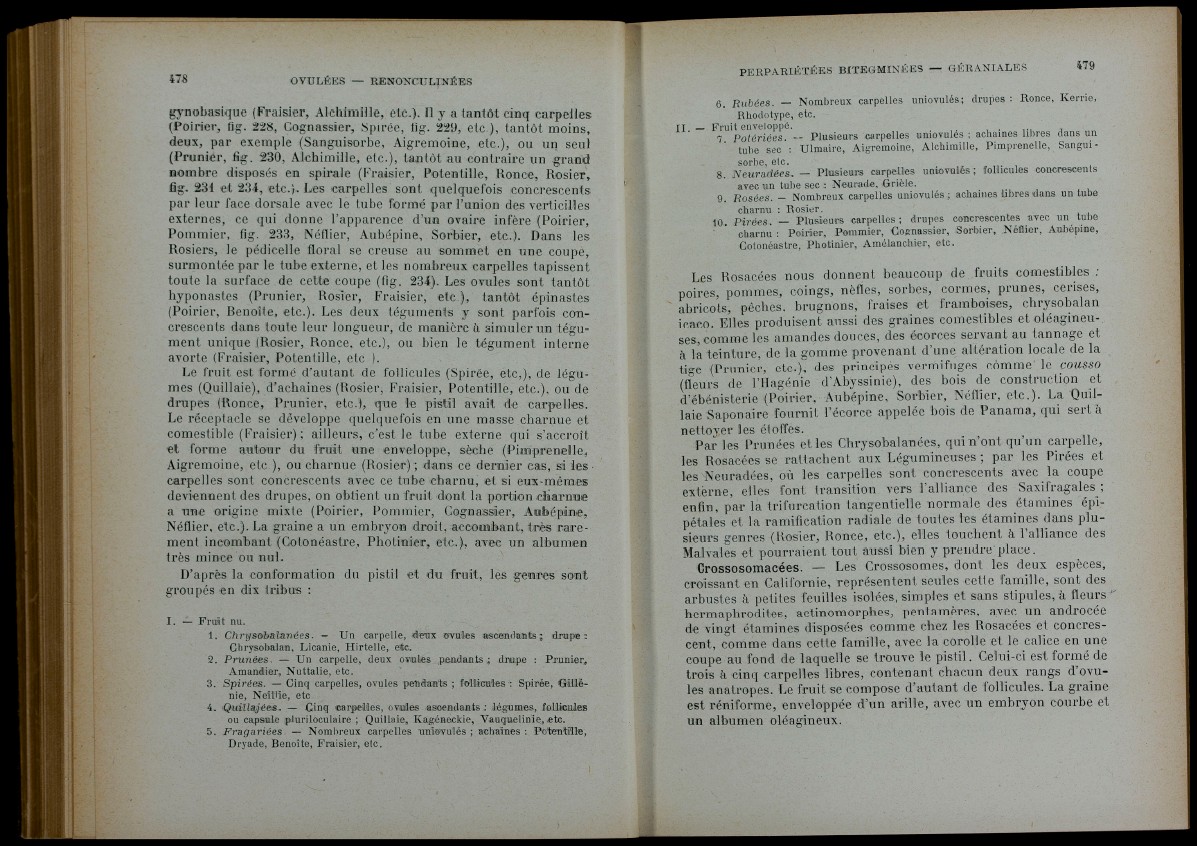 478
OVULÉES — RENONCULINÉES
gynobasique (Fraisier, Alchimille, etc.). Il y a tantôt cinq carpelles
(Poirier, fig. 228, Cognassier, Spirée, fig. 229, etc.), tantôt moins,
deux, par exemple (Sanguisorbe, Aigremoine, etc.), ou un seul
(Prunier, fig. 230, Alchimille, etc.), tantôt au contraire un grand
nombre disposés en spirale (Fraisier, Potentille, Ronce, Rosier,
fig. 231 et 234, etc.). Les carpelles sont quelquefois concrescents
par leur face dorsale avec le tube formé par l'union des verticilles
externes, ce qui donne l'apparence d'un ovaire infère (Poirier,
Pommier, fig. 233, Néflier, Aubépine, Sorbier, etc.). Dans les
Rosiers, le pédicelle floral se creuse au sommet en une coupe,
surmontée par le tube externe, et les nombreux carpelles tapissent
toute la surface de cette coupe (fig. 234). Les ovules sont tantôt
hyponastes (Prunier, Rosier, Fraisier, etc.), tantôt épinastes
(Poirier, Benoîte, etc.). Les deux téguments y sont parfois con-
crescents dans toute leur longueur, de manière à simuler un tégu-
ment unique (Rosier, Ronce, etc.), ou bien le tégument interne
avorte (Fraisier, Potentille, etc ).
Le fruit est formé d'autant de follicules (Spirée, etc,), de légu-
mes (Quillaie), d'achaines (Rosier, Fraisier, Potentille, etc.), ou de
drupes (Ronce, Prunier, etc.), que le pistil avait de carpelles.
Le réceptacle se développe quelquefois en une masse charnue et
comestible (Fraisier) ; ailleurs, c'est le tube externe qui s'accroît
et forme autour du fruit une enveloppe, sèche (Pimprenelle,
Aigremoine, etc ), ou charnue (Rosier) ; dans ce dernier cas, si les
carpelles sont concrescents avec ce tube charnu, et si eux-mêmes
deviennent des drupes, on obtient un fruit dont la portion charnue
a une origine mixte (Poirier, Pommier, Cognassier, Aubépine,
Néflier, etc.). La graine a un embryon droit, accombant, très rare-
ment incombant (Cotonéastre, Photinier, etc.), avec un albumen
très mince ou nul.
D'après la conformation du pistil et du fruit, les genres sont
groupés en dix tribus :
I. — Fruit nu.
1. Chrysobalanées. — Un carpelle, deux ovules ascendants ; drupe :
Chrysobalan, Licanie, Hirtelle, etc.
2. Prunées. — Un carpelle, deux ovules pendants ; drupe : Prunier,
Amandier, Nuttalie, etc.
3. Spirées. — Cinq carpelles, ovules pendants ; follicules : Spirée, Gillé-
nie, Neillie, etc
4. Quillajées. — Cinq carpelles, ovules ascendants : légumes, follicules
ou capsule pluriloculaire ; Quillaie, Kagéneckie, Vauquelinie, etc.
5. Fragariées — Nombreux carpelles uniovulés ; achaines : Potentille,
Dryade, Benoîte, Fraisier, etc.
PERPARIÉTÉES BITEGMINÉES — GÉRANIALES
479
6. Rubées. — Nombreux carpelles uniovulés ; drupes : Ronce, Kerrie,
Rhodotype, etc.
II. — Fruit enveloppé.
7. Potériées. — Plusieurs carpelles uniovulés ; achaines libres dans un
tube sec : Ulmaire, Aigremoine, Alchimille, Pimprenelle, Sangui-
sorbe, etc.
8. Neuradées. — Plusieurs carpelles uniovulés ; follicules concrescents
avec un tube sec : Neurade, Grièle.
9. Rosées. — Nombreux carpelles uniovulés ; achaines libres dans un tube
charnu : Rosier.
10. Pirées. — Plusieurs carpelles ; drupes concrescentes avec un tube
charnu : Poirier, Pommier, Cognassier, Sorbier, Néflier, Aubépine,
Cotonéastre, Photinier, Amélanchier, etc.
Les Rosacées nous donnent beaucoup de fruits comestibles :
poires, pommes, coings, nèfles, sorbes, cormes, prunes, cerises,
abricots, pêches, brugnons, fraises et framboises, chrysobalan
icaco. Elles produisent aussi des graines comestibles et oléagineu-
ses, comme les amandes douces, des écorces servant au tannage et
à la teinture, de la gomme provenant d'une altération locale de la
tige (Prunier, etc.), des principes vermifuges comme le cousso
(fleurs de l'Hagénie d'Abyssinie), des bois de construction et
d'ébénisterie (Poirier, Aubépine, Sorbier, Néflier, etc.). La Quil-
laie Saponaire fournit l'écorce appelée bois de Panama, qui sert à
nettoyer les étoffes.
Par les Prunées et les Chrysobalanées, qui n'ont qu'un carpelle,
les Rosacées se rattachent aux Légumineuses ; par les Pirées et
les Neuradées, où les carpelles sont concrescents avec la coupe
externe, elles font transition vers l'alliance des Saxifragales ;
enfin, par la trifurcation tangentielle normale des étamines épi-
pétales et la ramification radiale de toutes les étamines dans plu-
sieurs genres (Rosier, Ronce, etc.), elles touchent à l'alliance des
Malvales et pourraient tout aussi bien y prendre place.
Crossosomacées. — Les Crossosomes, dont les deux espèces,
croissant en Californie, représentent seules cette famille, sont des
arbustes à petites feuilles isolées, simples et sans stipules, à fleurs
hermaphrodites, actinomorphes, pentamères, avec un androcée
de vingt étamines disposées comme chez les Rosacées et concres-
cent, comme dans cette famille, avec la corolle et le calice en une
coupe au fond de laquelle se trouve le pistil. Celui-ci est formé de
trois à cinq carpelles libres, contenant chacun deux rangs d'ovu-
les anatropes. Le fruit se compose d'autant de follicules. La graine
est réniforme, enveloppée d'un arille, avec un embryon courbe et
un albumen oléagineux.